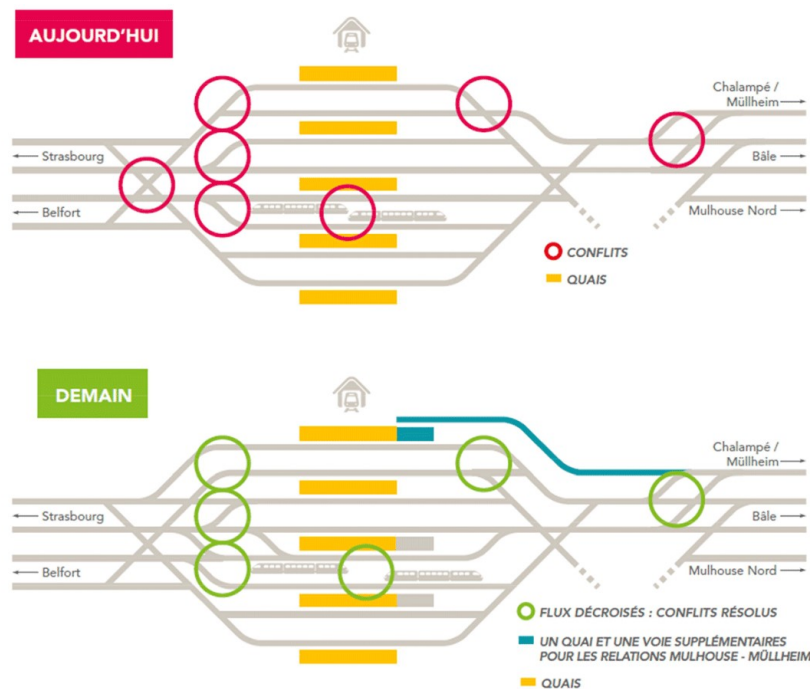 AUJOURD'HUI
Chalampé /
Müllheim
Strasbourg
Bâle
Belfort
Mulhouse Nord
CONFLITS
QUAIS
DEMAIN
Chalampé /
Müllheim
Strasbourg
Bâle
Belfort
Mulhouse Nord
FLUX DÉCROISÉS : CONFLITS RÉSOLUS
UN QUAI ET UNE VOIE SUPPLÉMENTAIRES
POUR LES RELATIONS MULHOUSE - MÜLLHEIM
QUAIS